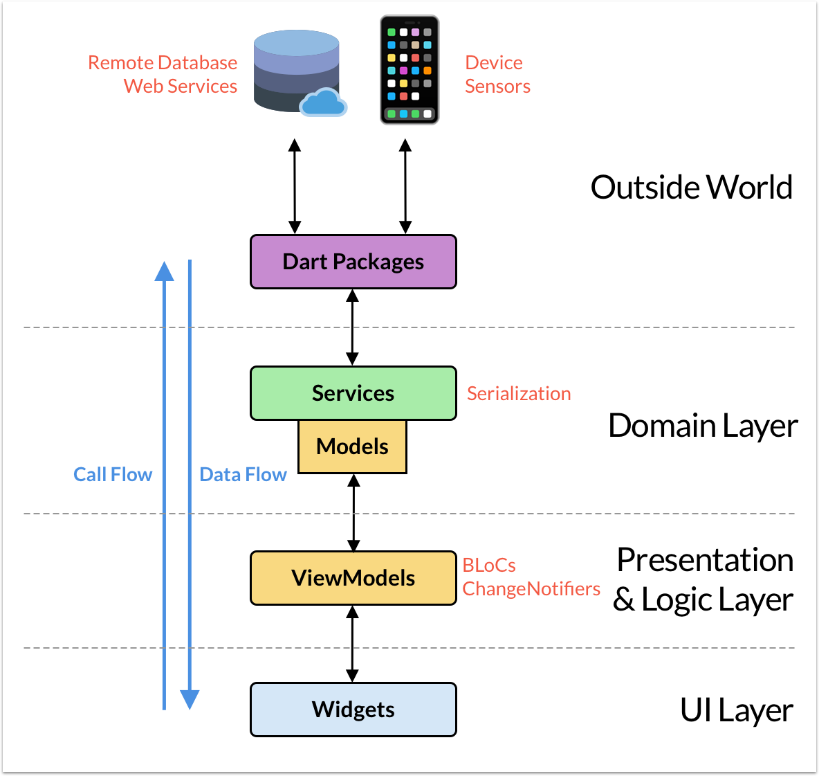 Remote Database
Web Services
Device
Sensors
Outside World
Dart Packages
Services
Serialization
Models
Domain Layer
Call Flow
Data Flow
ViewModels
BLoCs
ChangeNotifiers
Presentation
& Logic Layer
Widgets
UI Layer